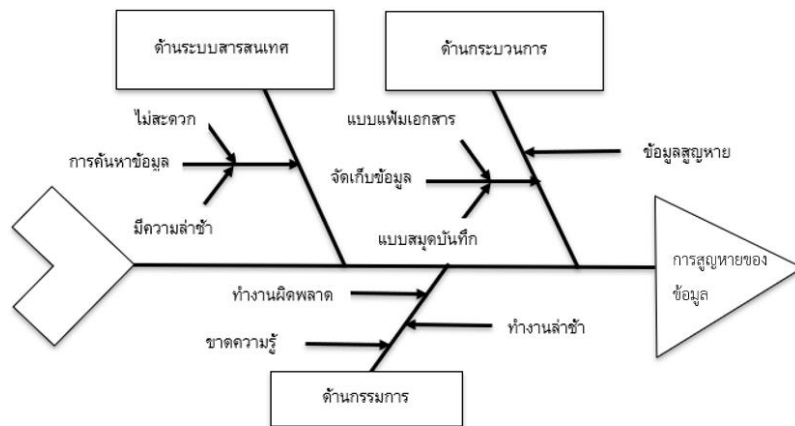 ด้านระบบสารสนเทศ
ด้านกระบวนการ
ไม่สะดวก
แบบแฟ้มเอกสาร
การค้นหาข้อมูล
ข้อมูลสูญหาย
จัดเก็บข้อมูล
มีความล่าช้า
แบบสมุดบันทึก
การสูญหายของ
ข้อมูล
ทำงานผิดพลาด
ทำงานล่าช้า
ขาดความรู้
ด้านกรรมการ